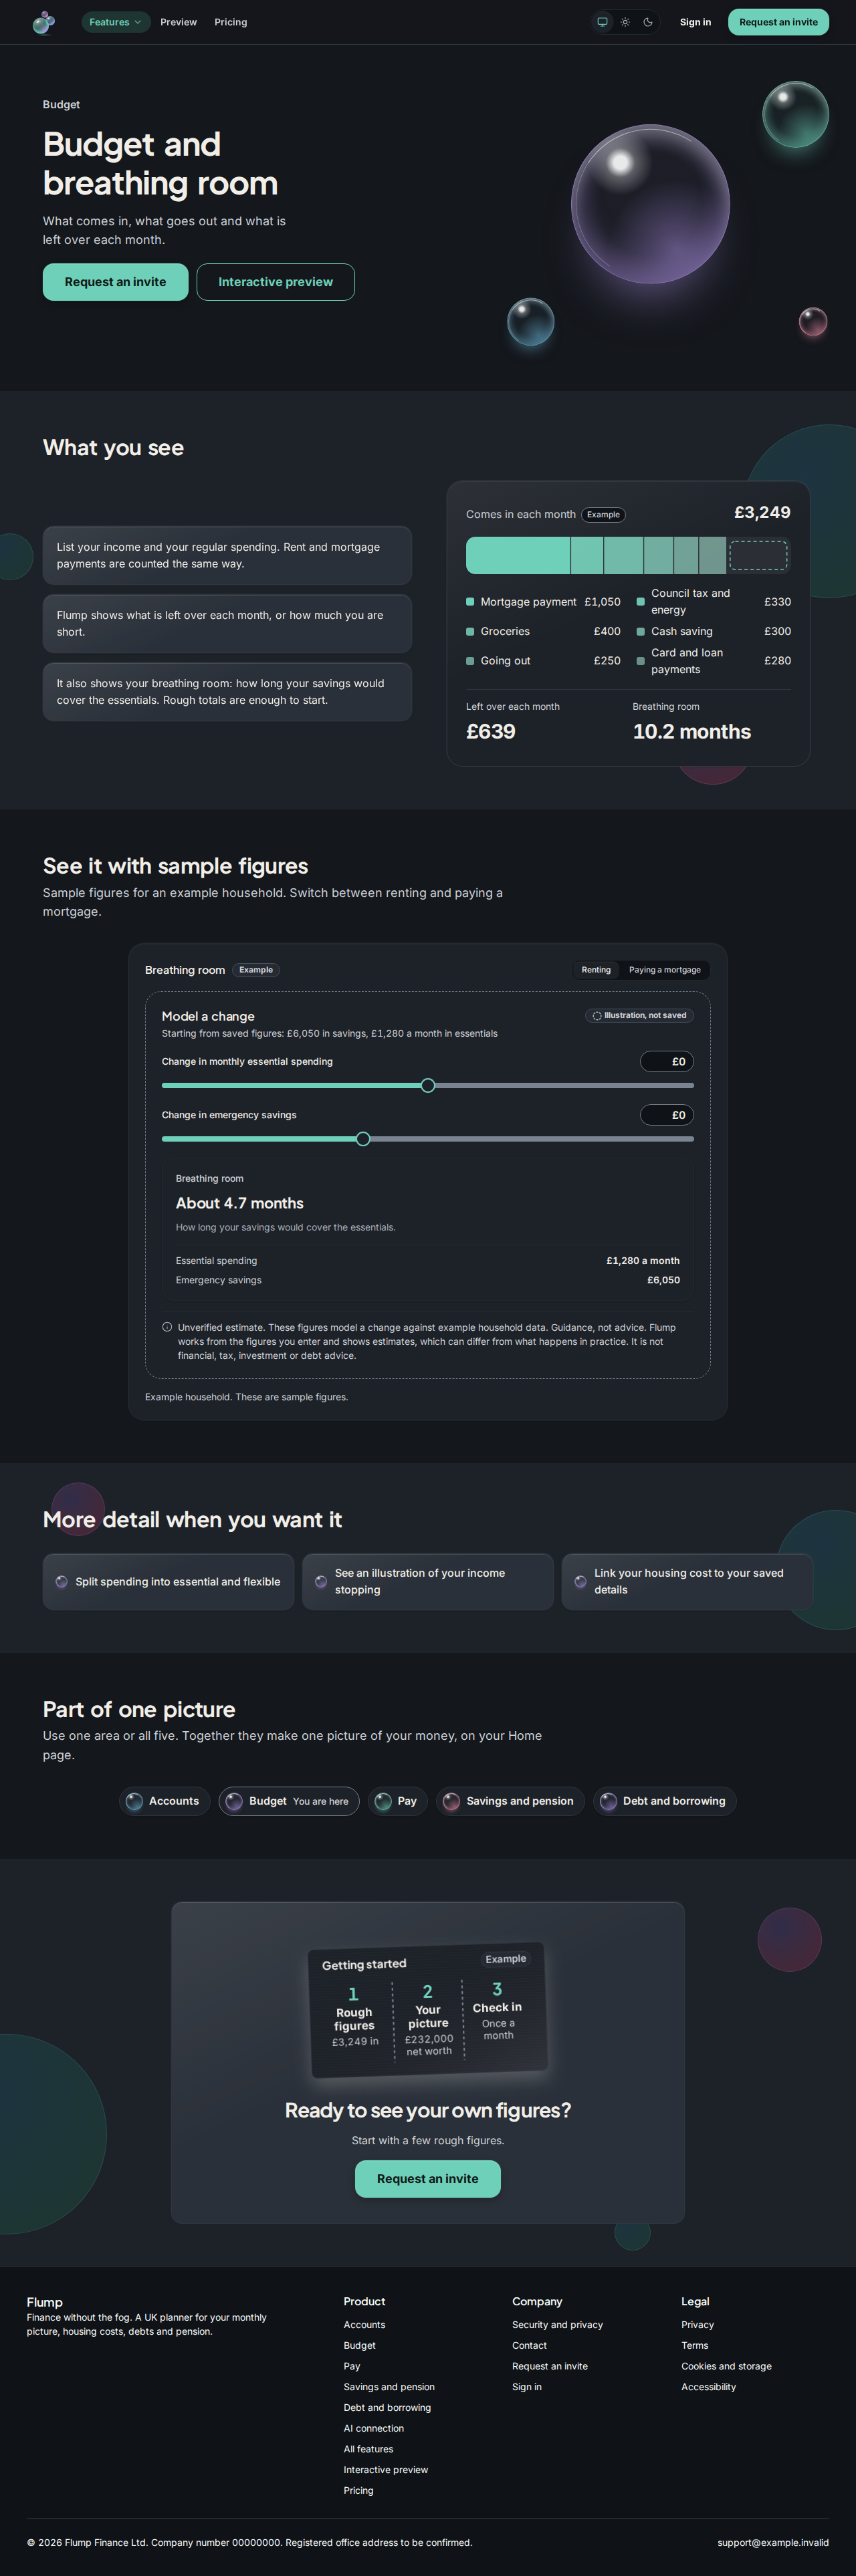 Features
Preview
Pricing
Sign in
Request an invite
Budget
Budget and
breathing room
What comes in, what goes out and what is
left over each month.
Request an invite
Interactive preview
What you see
List your income and your regular spending. Rent and mortgage
payments are counted the same way.
Flump shows what is left over each month, or how much you are
short.
It also shows your breathing room: how long your savings would
cover the essentials. Rough totals are enough to start.
Comes in each month Example £3,249
Mortgage payment £1,050
Council tax and
energy
£330
Groceries £400
Cash saving £300
Going out £250
Card and loan
payments
£280
Left over each month
£639
Breathing room
10.2 months
See it with sample figures
Sample figures for an example household. Switch between renting and paying a
mortgage.
Breathing room Example
Renting
Paying a mortgage
Model a change
Illustration, not saved
Starting from saved figures: £6,050 in savings, £1,280 a month in essentials
Change in monthly essential spending £0
Change in emergency savings £0
Breathing room
About 4.7 months
How long your savings would cover the essentials.
Essential spending £1,280 a month
Emergency savings £6,050
Unverified estimate. These figures model a change against example household data. Guidance, not advice. Flump
works from the figures you enter and shows estimates, which can differ from what happens in practice. It is not
financial, tax, investment or debt advice.
Example household. These are sample figures.
More detail when you want it
Split spending into essential and flexible
See an illustration of your income
stopping
Link your housing cost to your saved
details
Part of one picture
Use one area or all five. Together they make one picture of your money, on your Home
page.
Accounts
Budget You are here
Pay
Savings and pension
Debt and borrowing
Getting started Example
1
Rough
figures
£3,249 in
2
Your
picture
£232,000
net worth
3
Check in
Once a
month
Ready to see your own figures?
Start with a few rough figures.
Request an invite
Flump
Finance without the fog. A UK planner for your monthly
picture, housing costs, debts and pension.
Product
Accounts
Budget
Pay
Savings and pension
Debt and borrowing
AI connection
All features
Interactive preview
Pricing
Company
Security and privacy
Contact
Request an invite
Sign in
Legal
Privacy
Terms
Cookies and storage
Accessibility
© 2026 Flump Finance Ltd. Company number 00000000. Registered office address to be confirmed.
support@example.invalid